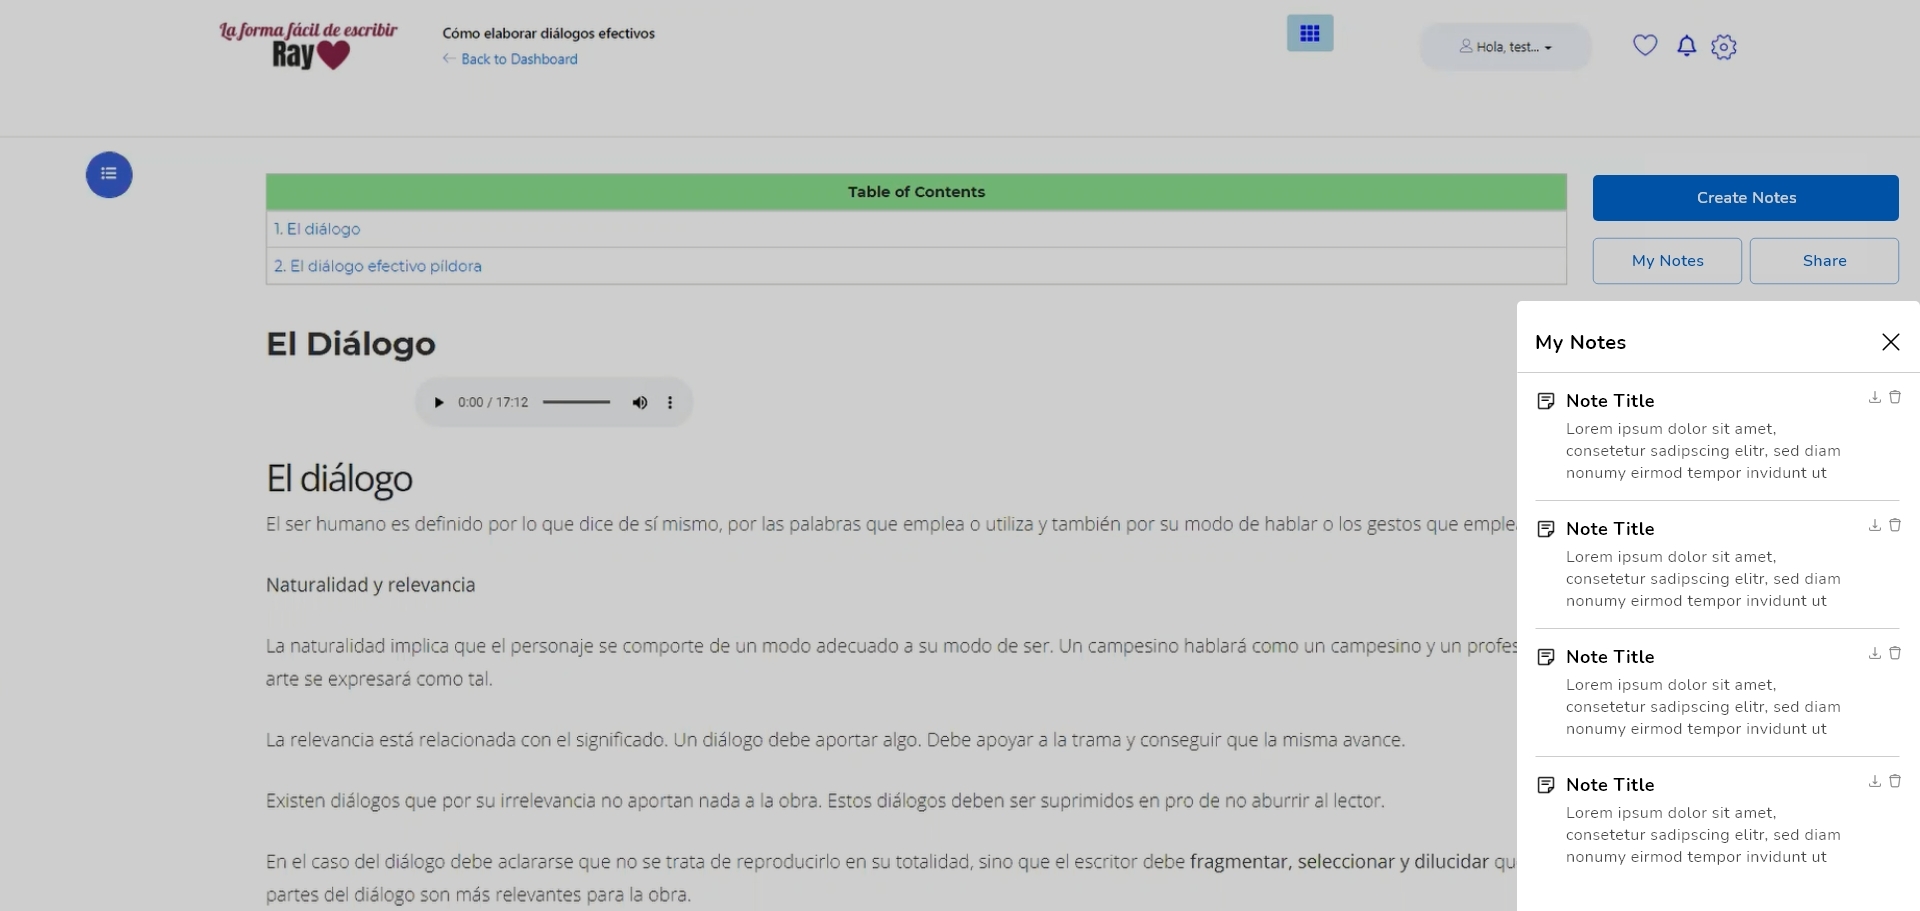 La forma fácil de escribir
Ray
Cómo elaborar diálogos efectivos
← Back to Dashboard
Hola, test...
Table of Contents
1. El diálogo
2. El diálogo efectivo píldora
Create Notes
My Notes
Share
El Diálogo
0:00 / 17:12
El diálogo
El ser humano es definido por lo que dice de sí mismo, por las palabras que emplea o utiliza y también por su modo de hablar o los gestos que
Naturalidad y relevancia
La naturalidad implica que el personaje se comporte de un modo adecuado a su modo de ser. Un campesino hablará como un campesino y un
arte se expresará como tal.
La relevancia está relacionada con el significado. Un diálogo debe aportar algo. Debe apoyar a la trama y conseguir que la misma avance.
Existen diálogos que por su irrelevancia no aportan nada a la obra. Estos diálogos deben ser suprimidos en pro de no aburrir al lector.
En el caso del diálogo debe aclararse que no se trata de reproducirlo en su totalidad, sino que el escritor debe fragmentar, seleccionar y dilucidar
partes del diálogo son más relevantes para la obra.
My Notes
Note Title
Lorem ipsum dolor sit amet,
consetetur sadipscing elitr, sed diam
nonumy eirmod tempor invidunt ut
Note Title
Lorem ipsum dolor sit amet,
consetetur sadipscing elitr, sed diam
nonumy eirmod tempor invidunt ut
Note Title
Lorem ipsum dolor sit amet,
consetetur sadipscing elitr, sed diam
nonumy eirmod tempor invidunt ut
Note Title
Lorem ipsum dolor sit amet,
consetetur sadipscing elitr, sed diam
nonumy eirmod tempor invidunt ut